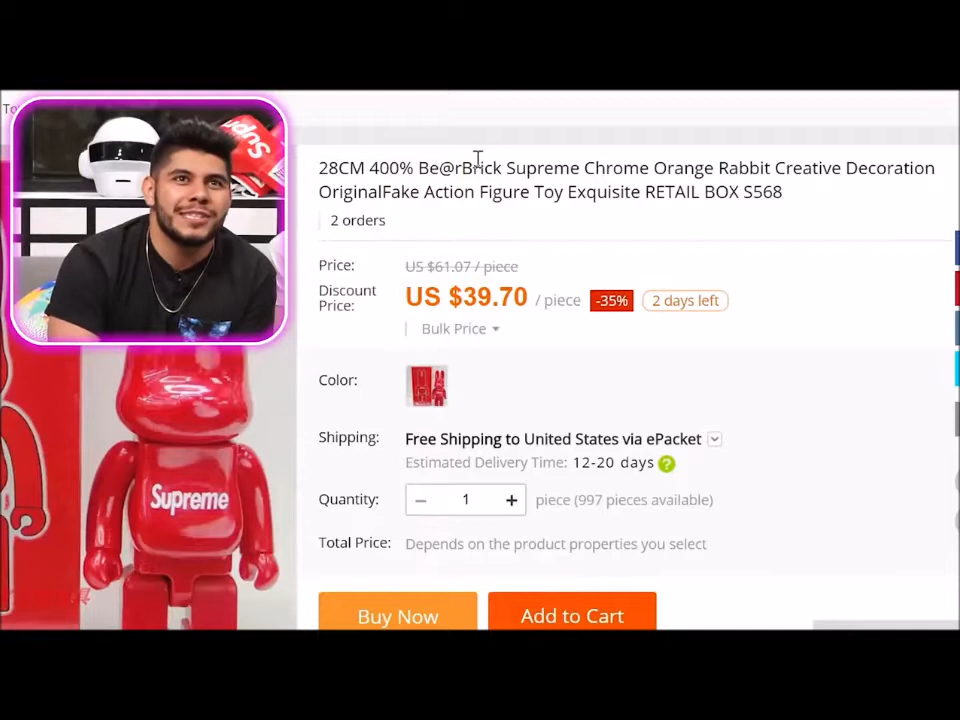 To
Supr
28CM 400% Be@rBrick Supreme Chrome Orange Rabbit Creative Decoration
OriginalFake Action Figure Toy Exquisite RETAIL BOX S568
2 orders
Price: US $61.07 / piece
Discount Price: US $39.70 / piece -35% 2 days left
Bulk Price
Color:
Shipping: Free Shipping to United States via ePacket
Estimated Delivery Time: 12-20 days ?
Quantity: − 1 + piece (997 pieces available)
Total Price: Depends on the product properties you select
Supreme
Buy Now Add to Cart